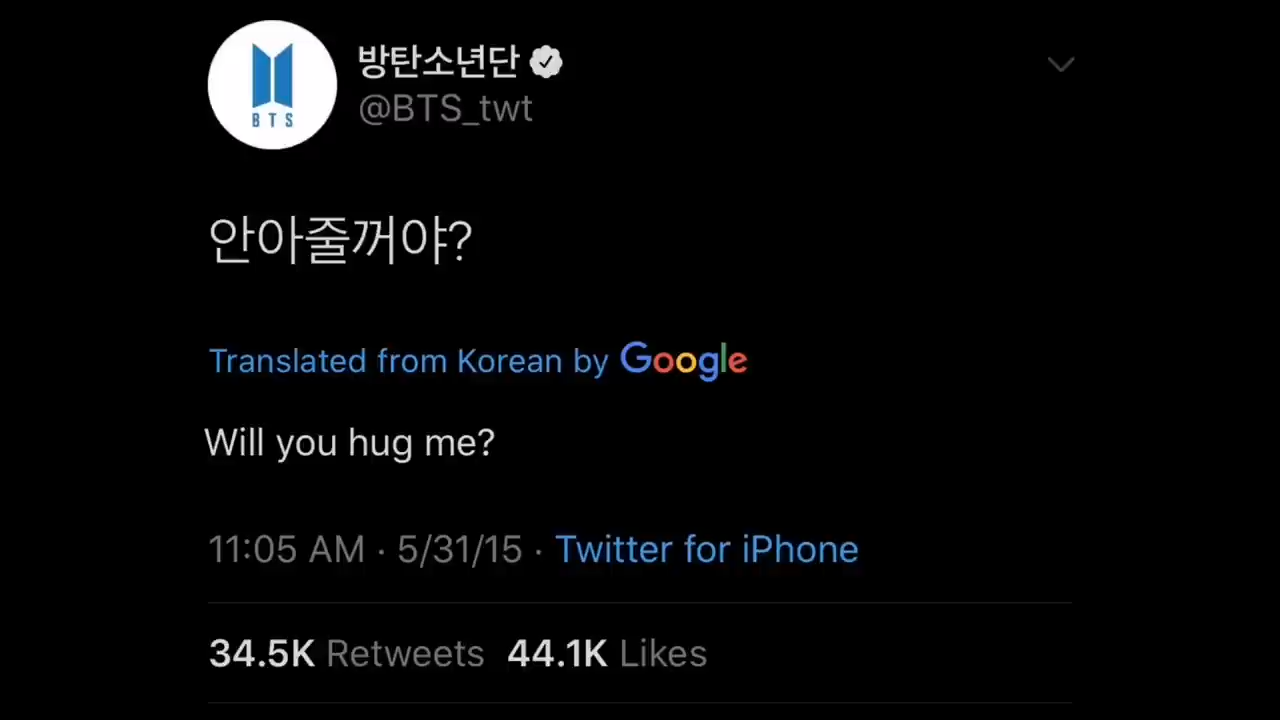 BTS
방탄소년단
@BTS_twt
안아줄꺼야?
Translated from Korean by Google
Will you hug me?
11:05 AM · 5/31/15 · Twitter for iPhone
34.5K Retweets 44.1K Likes